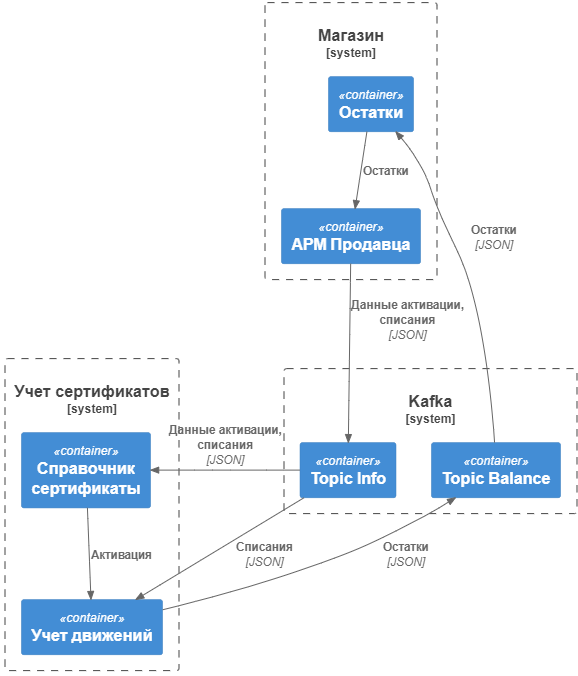 Магазин
[system]
«container»
Остатки
Остатки
«container»
АРМ Продавца
Остатки
[JSON]
Данные активации,
списания
[JSON]
Kafka
[system]
«container»
Topic Info
«container»
Topic Balance
Учет сертификатов
[system]
Данные активации,
списания
[JSON]
«container»
Справочник
сертификаты
Активация
Списания
[JSON]
Остатки
[JSON]
«container»
Учет движений